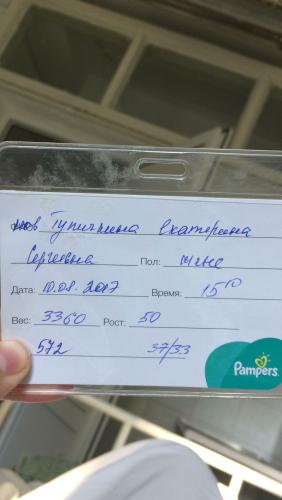 Екатерина
Сергеевна Пол:
Дата: 10.08.2017 Время: 15 10
Вес: 3360 Рост: 50
572 37/33
Pampers